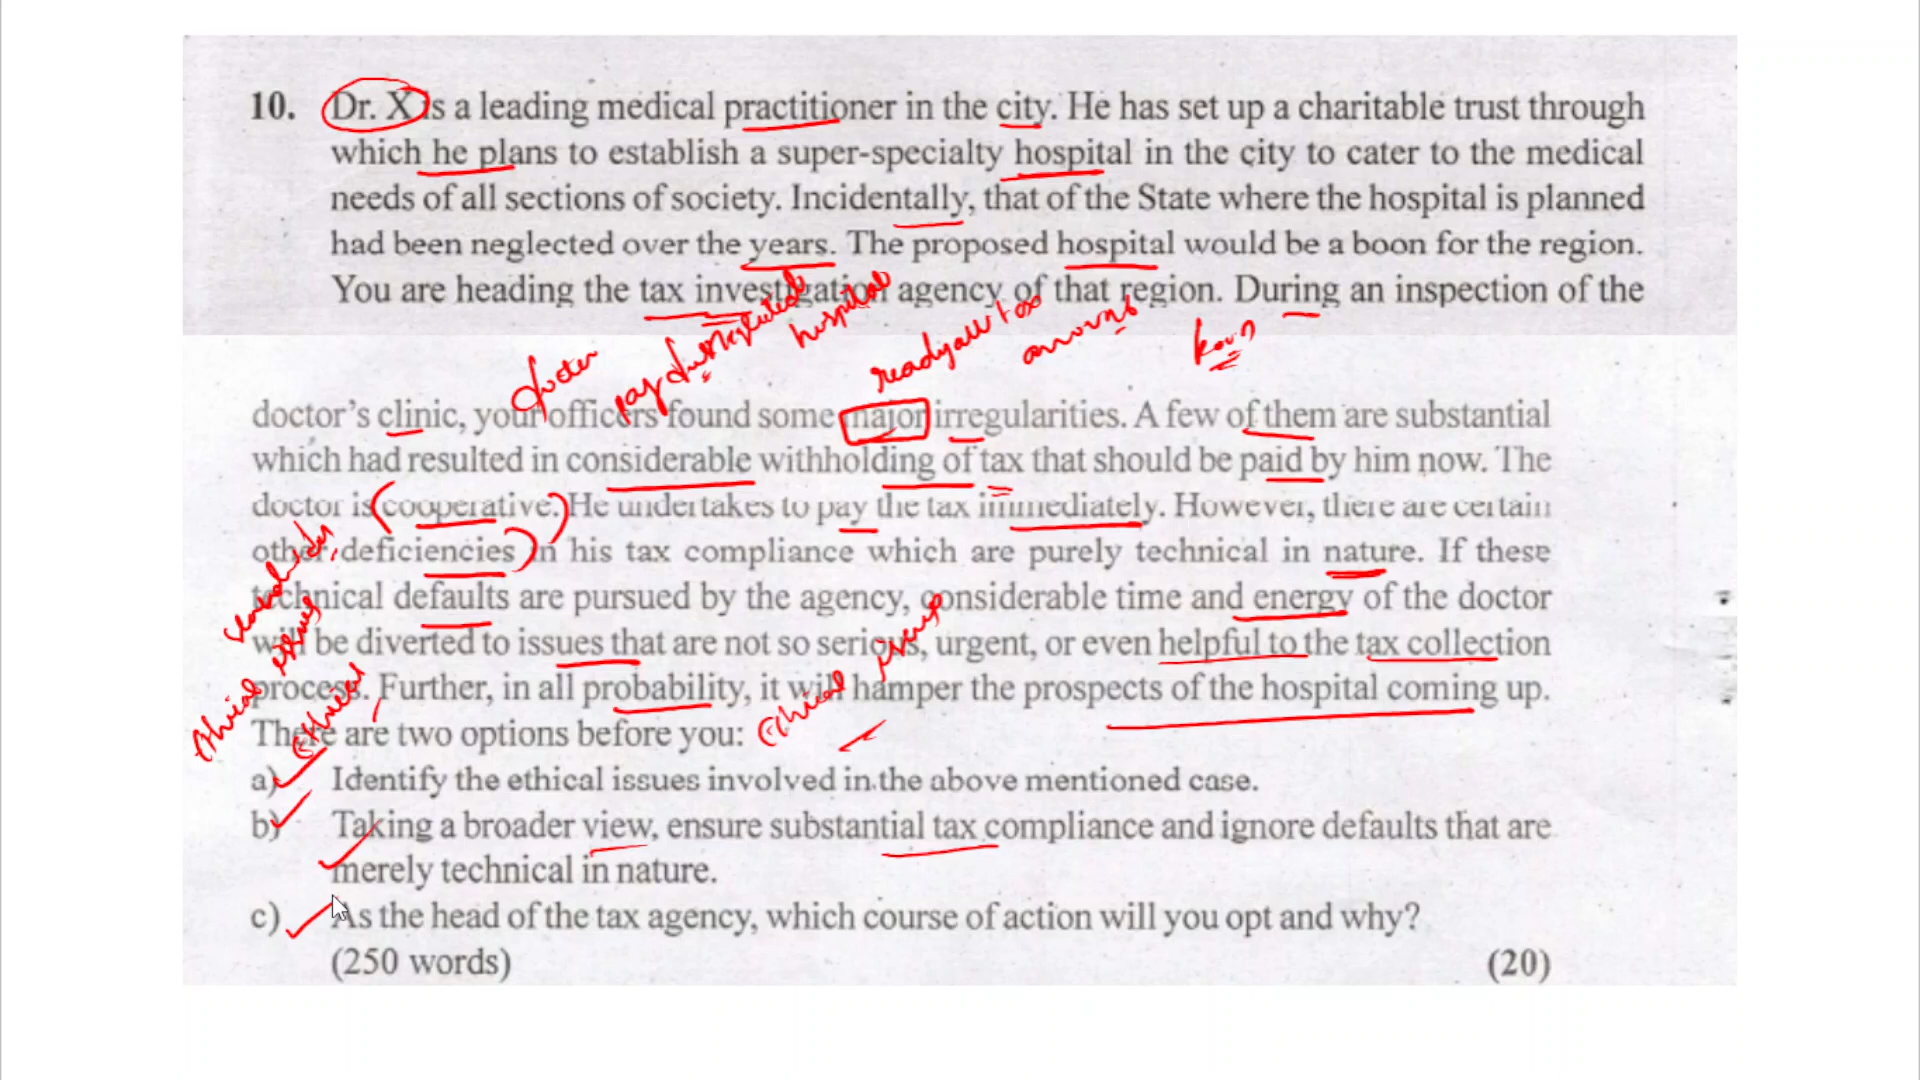 10. Dr. X is a leading medical practitioner in the city. He has set up a charitable trust through
which he plans to establish a super-specialty hospital in the city to cater to the medical
needs of all sections of society. Incidentally, that of the State where the hospital is planned
had been neglected over the years. The proposed hospital would be a boon for the region.
You are heading the tax investigation agency of that region. During an inspection of the
neglected
hospital
ready all tax
docter
pay
doctor's clinic, your officers found some major irregularities. A few of them are substantial
which had resulted in considerable withholding of tax that should be paid by him now. The
doctor is cooperative. He undertakes to pay the tax immediately. However, there are certain
other deficiencies in his tax compliance which are purely technical in nature. If these
technical defaults are pursued by the agency, considerable time and energy of the doctor
will be diverted to issues that are not so serious, urgent, or even helpful to the tax collection
process. Further, in all probability, it will hamper the prospects of the hospital coming up.
There are two options before you:
Ethical issues
Ethical
a) Identify the ethical issues involved in the above mentioned case.
b) Taking a broader view, ensure substantial tax compliance and ignore defaults that are
merely technical in nature.
c) As the head of the tax agency, which course of action will you opt and why?
(250 words) (20)